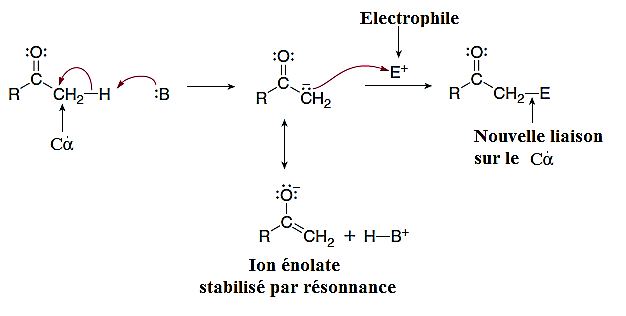 Electrophile
:O:
R C CH2—H :B
Cα
:O:
R C CH2 E+
:O:
R C CH2—E
Nouvelle liaison
sur le Cα
:O:-
R C CH2 + H—B+
Ion énolate
stabilisé par résonnance